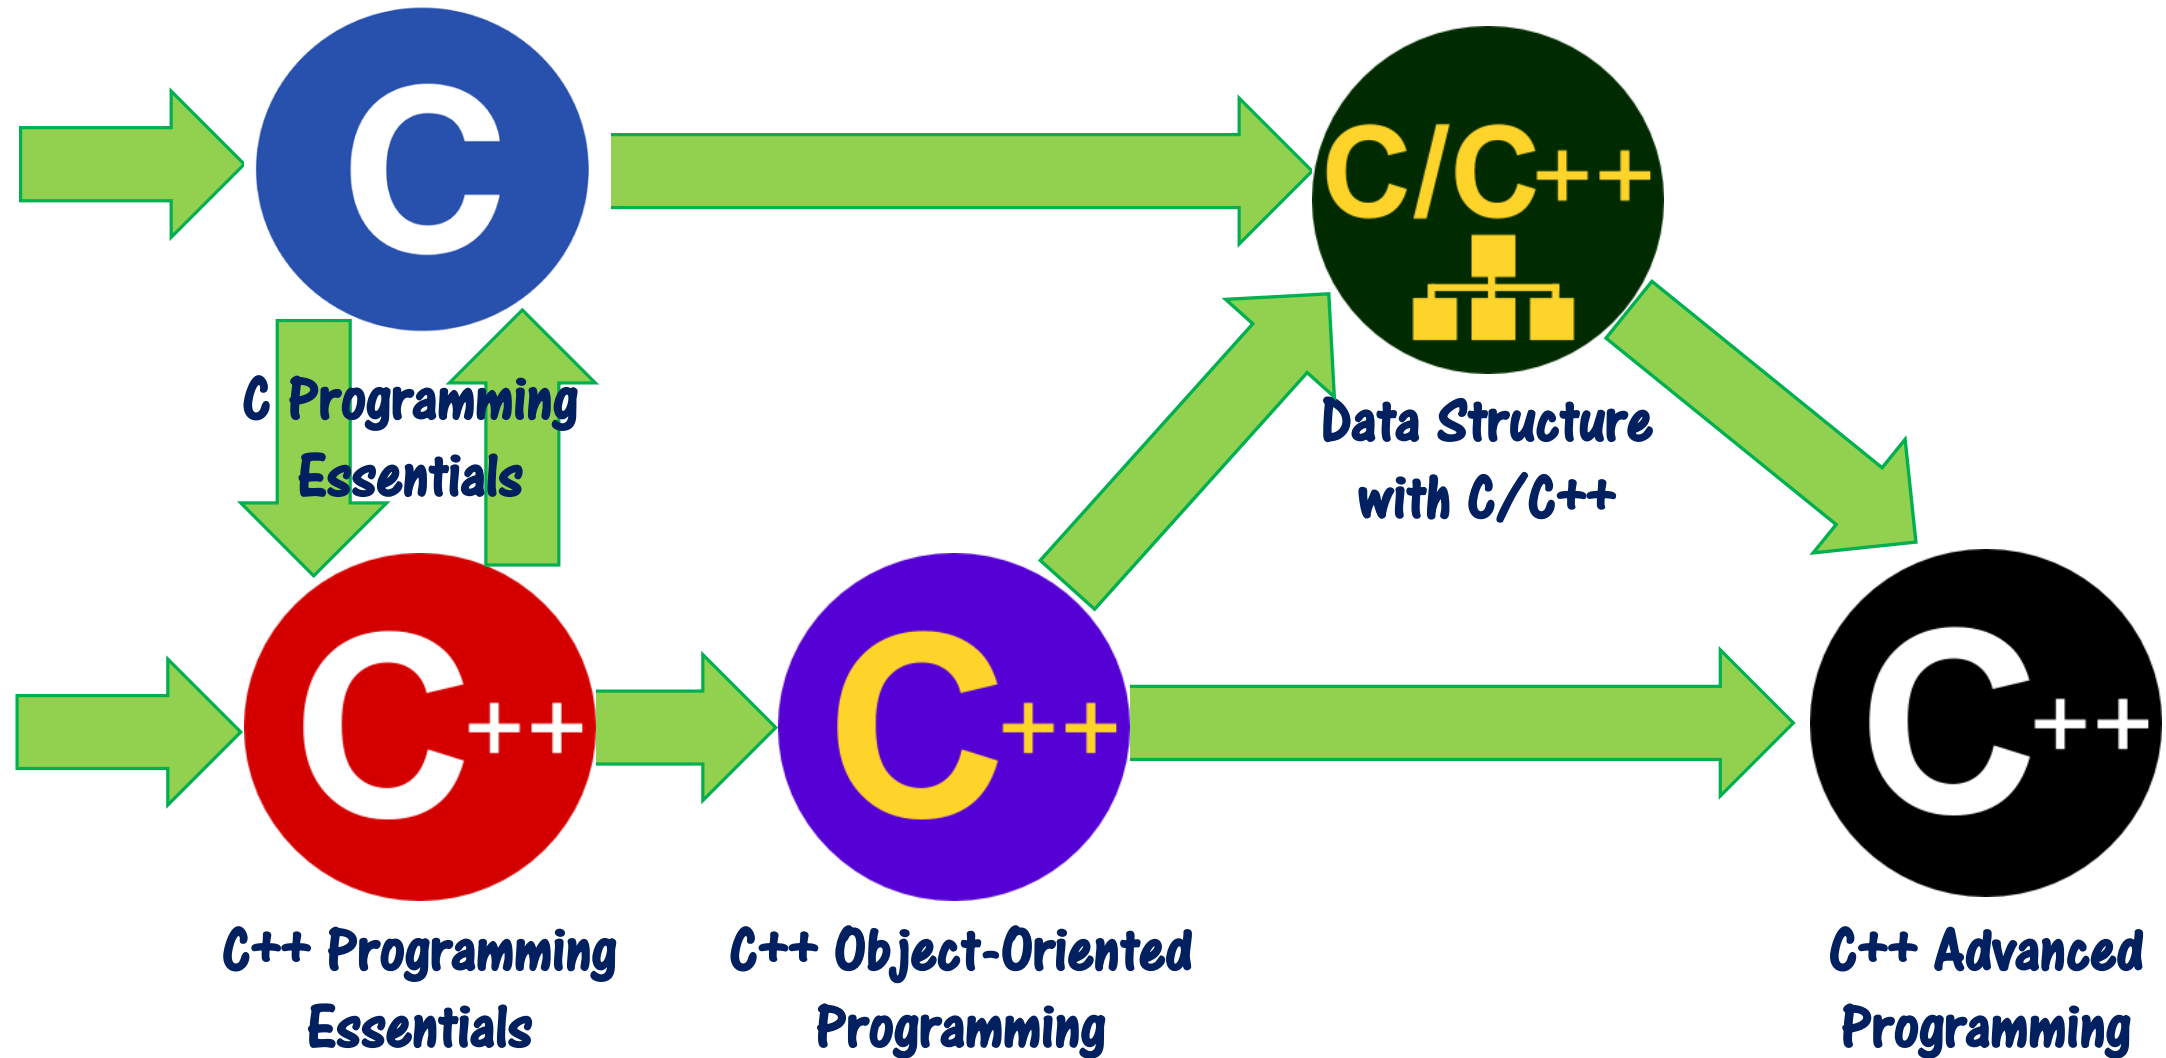 C
C/C++
C Programming
Essentials
Data Structure
with C/C++
C++
C++
C++
C++ Programming
Essentials
C++ Object-Oriented
Programming
C++ Advanced
Programming